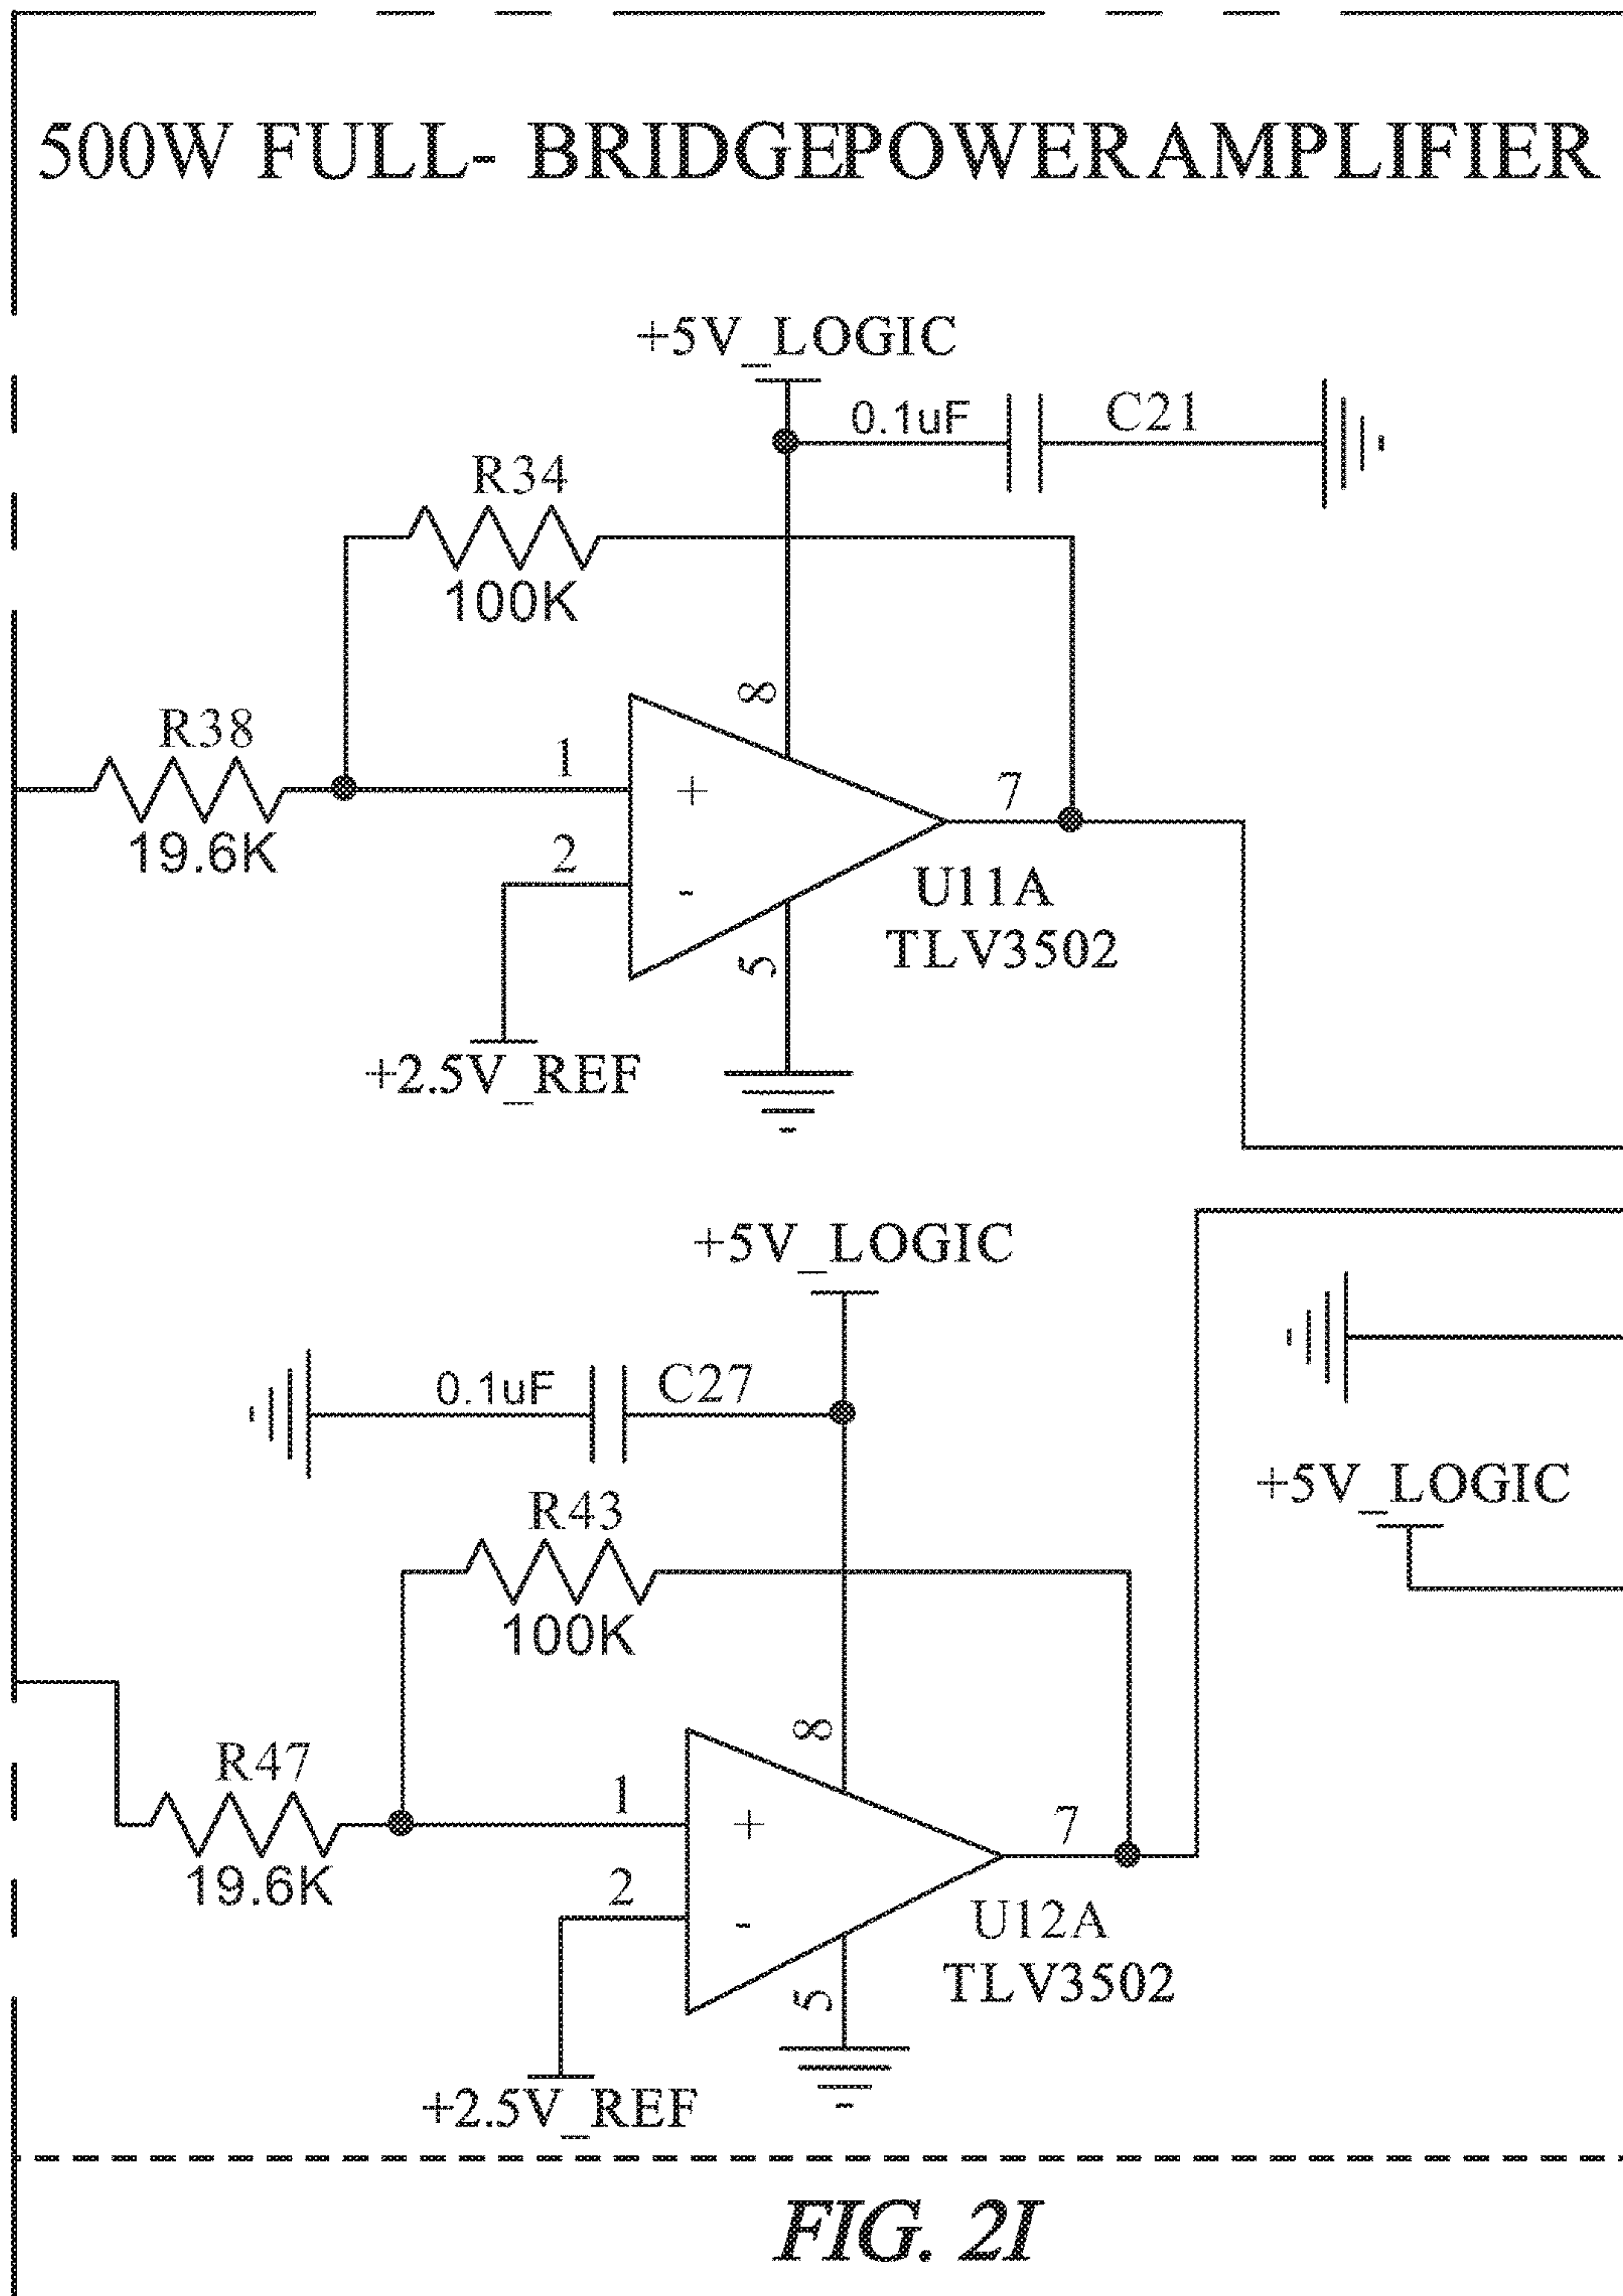 500W FULL- BRIDGEPOWERAMPLIFIER
+5V_LOGIC
0.1uF
C21
R34
100K
8
R38
19.6K
1
+
7
2
-
U11A
TLV3502
5
+2.5V_REF
+5V_LOGIC
0.1uF
C27
+5V_LOGIC
R43
100K
8
R47
19.6K
1
+
7
2
-
U12A
TLV3502
5
+2.5V_REF
FIG. 2I